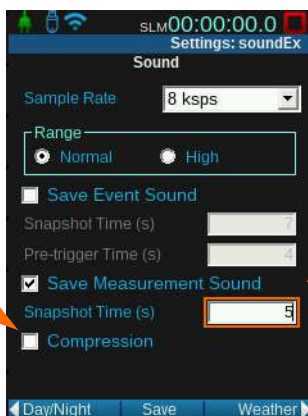 SLM00:00:00.0
Settings: soundEx
Sound
Sample Rate 8 ksps
Range
Normal High
Save Event Sound
Snapshot Time (s) 7
Pre-trigger Time (s) 4
Save Measurement Sound
Snapshot Time (s) 5
Compression
Day/Night Save Weather